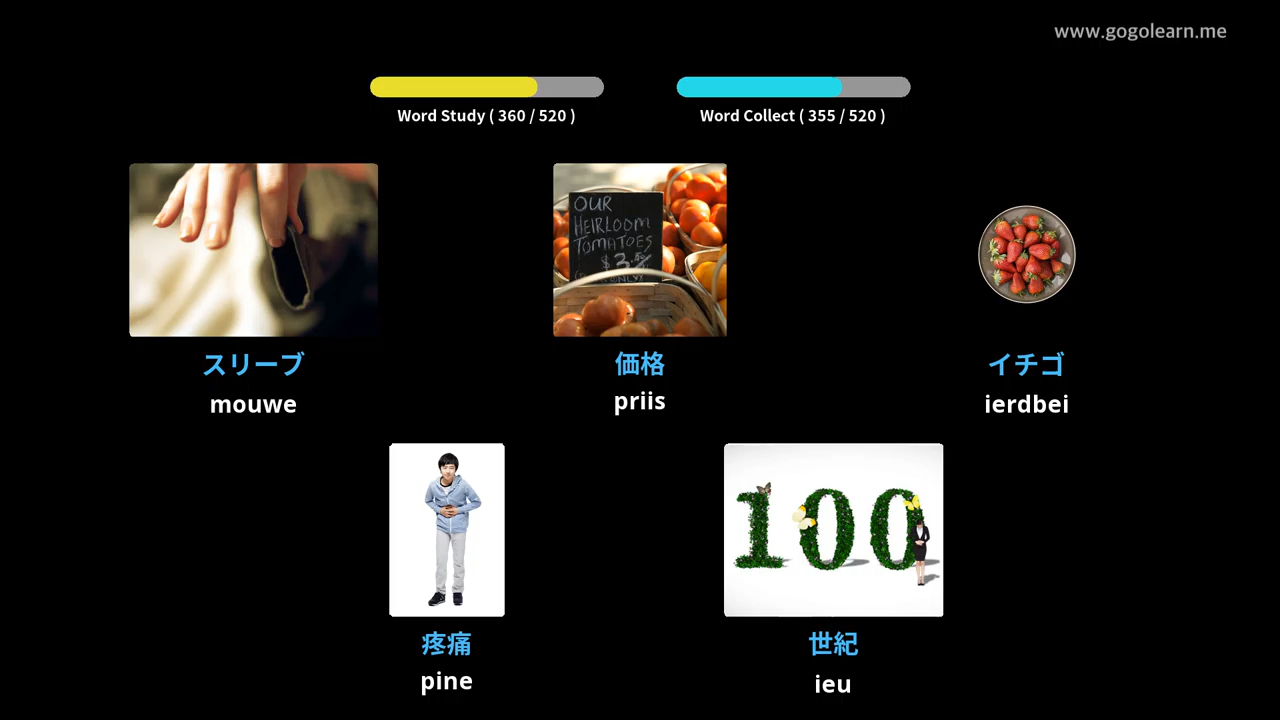 www.gogolearn.me
Word Study ( 360 / 520 )
Word Collect ( 355 / 520 )
OUR
HEIRLOOM
TOMATOES
スリーブ
価格
イチゴ
mouwe
priis
ierdbei
100
疼痛
世紀
pine
ieu